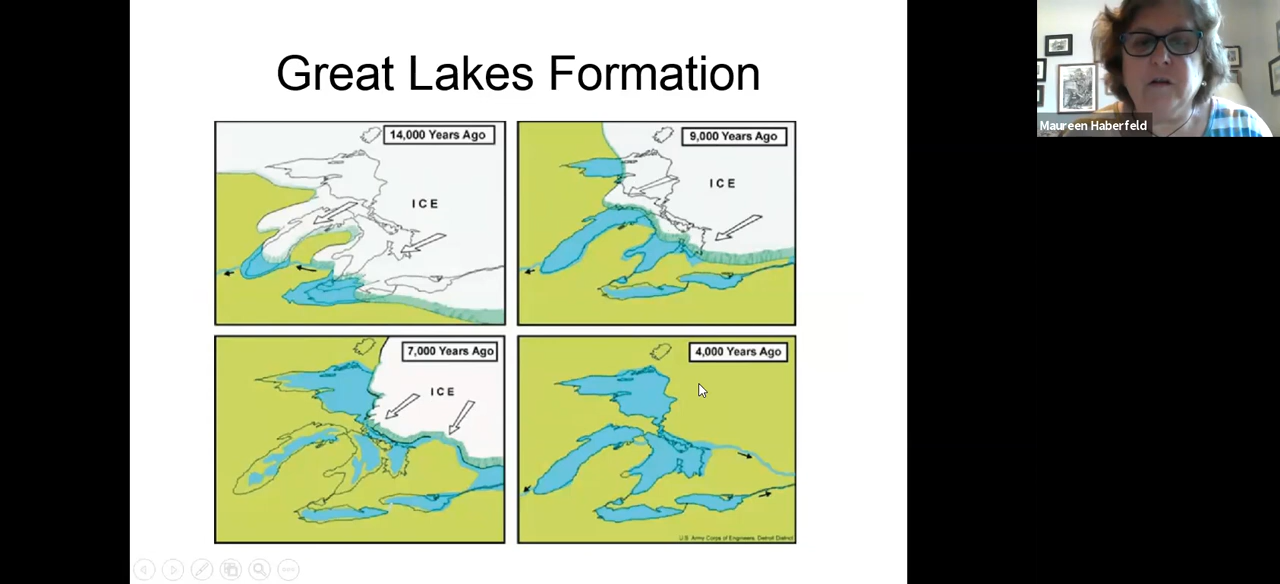 Great Lakes Formation
14,000 Years Ago
ICE
9,000 Years Ago
ICE
7,000 Years Ago
ICE
4,000 Years Ago
U.S. Army Corps of Engineers, Detroit District
Maureen Haberfeld